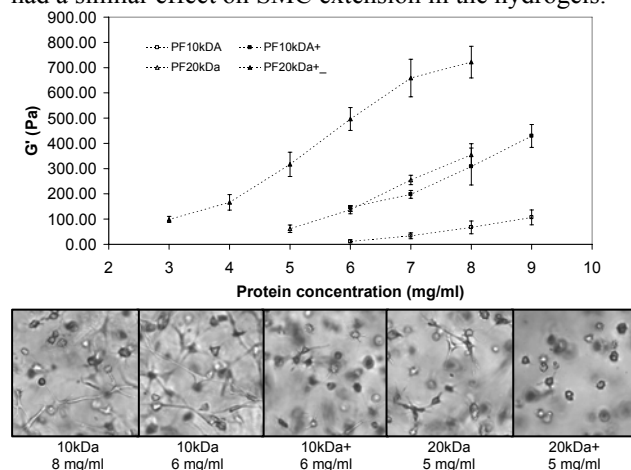 had a similar effect on SMC extension in the hydrogels.
900.00
800.00
700.00
600.00
500.00
400.00
300.00
200.00
100.00
0.00
G' (Pa)
PF10kDA
PF10kDA+
PF20kDa
PF20kDa+_
2 3 4 5 6 7 8 9 10
Protein concentration (mg/ml)
10kDa
8 mg/ml
10kDa
6 mg/ml
10kDa+
6 mg/ml
20kDa
5 mg/ml
20kDa+
5 mg/ml